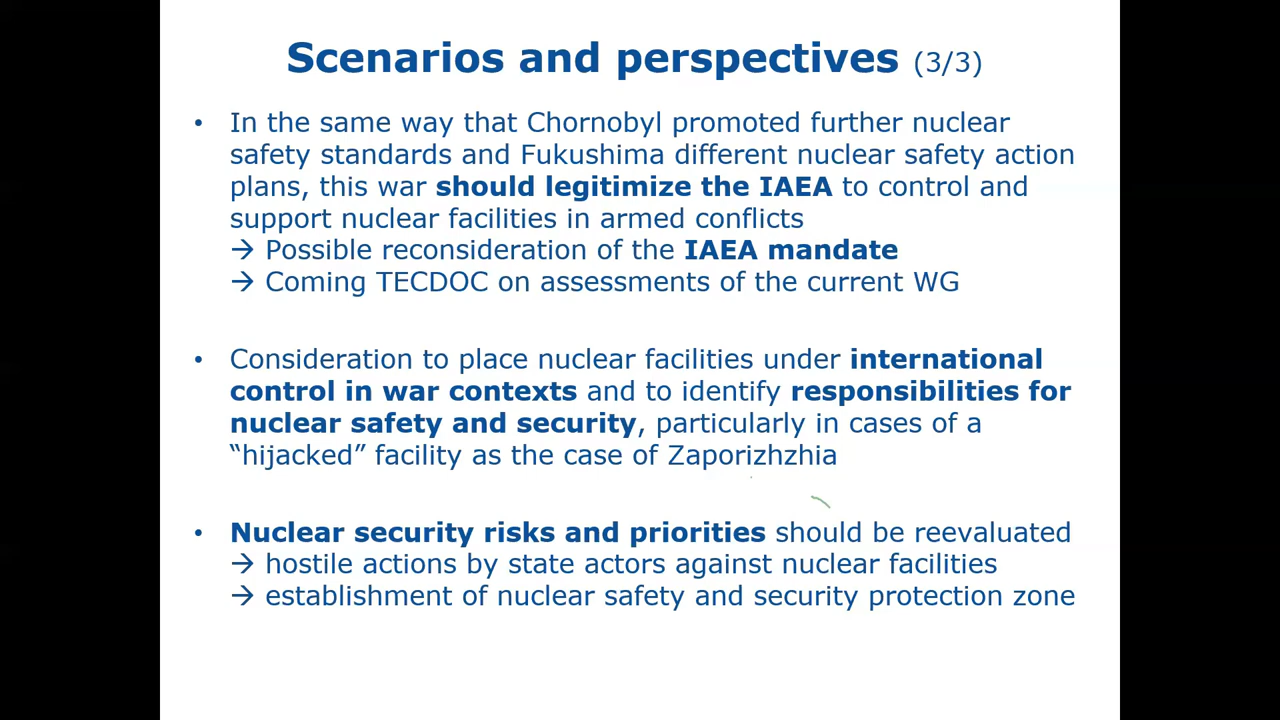 Scenarios and perspectives (3/3)
• In the same way that Chornobyl promoted further nuclear
safety standards and Fukushima different nuclear safety action
plans, this war should legitimize the IAEA to control and
support nuclear facilities in armed conflicts
→ Possible reconsideration of the IAEA mandate
→ Coming TECDOC on assessments of the current WG
• Consideration to place nuclear facilities under international
control in war contexts and to identify responsibilities for
nuclear safety and security, particularly in cases of a
“hijacked” facility as the case of Zaporizhzhia
• Nuclear security risks and priorities should be reevaluated
→ hostile actions by state actors against nuclear facilities
→ establishment of nuclear safety and security protection zone